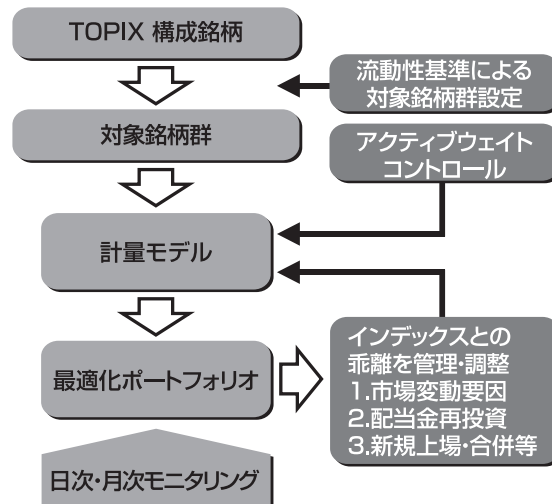 TOPIX 構成銘柄
流動性基準による
対象銘柄群設定
対象銘柄群
アクティブウェイト
コントロール
計量モデル
最適化ポートフォリオ
インデックスとの
乖離を管理・調整
1.市場変動要因
2.配当金再投資
3.新規上場・合併等
日次・月次モニタリング